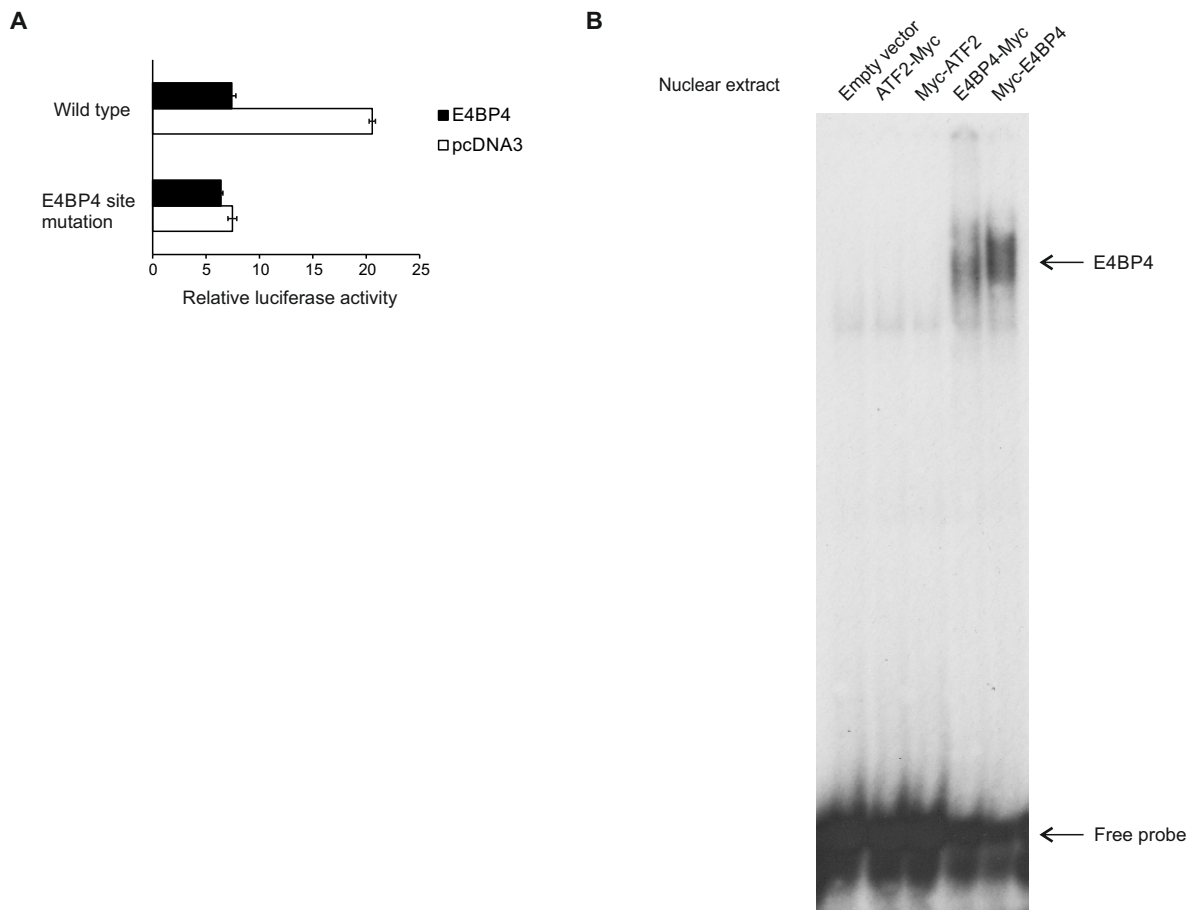 A
Wild type
E4BP4 site
mutation
E4BP4
pcDNA3
0 5 10 15 20 25
Relative luciferase activity
B
Nuclear extract
Empty vector
ATF2-Myc
Myc-ATF2
E4BP4-Myc
Myc-E4BP4
E4BP4
Free probe